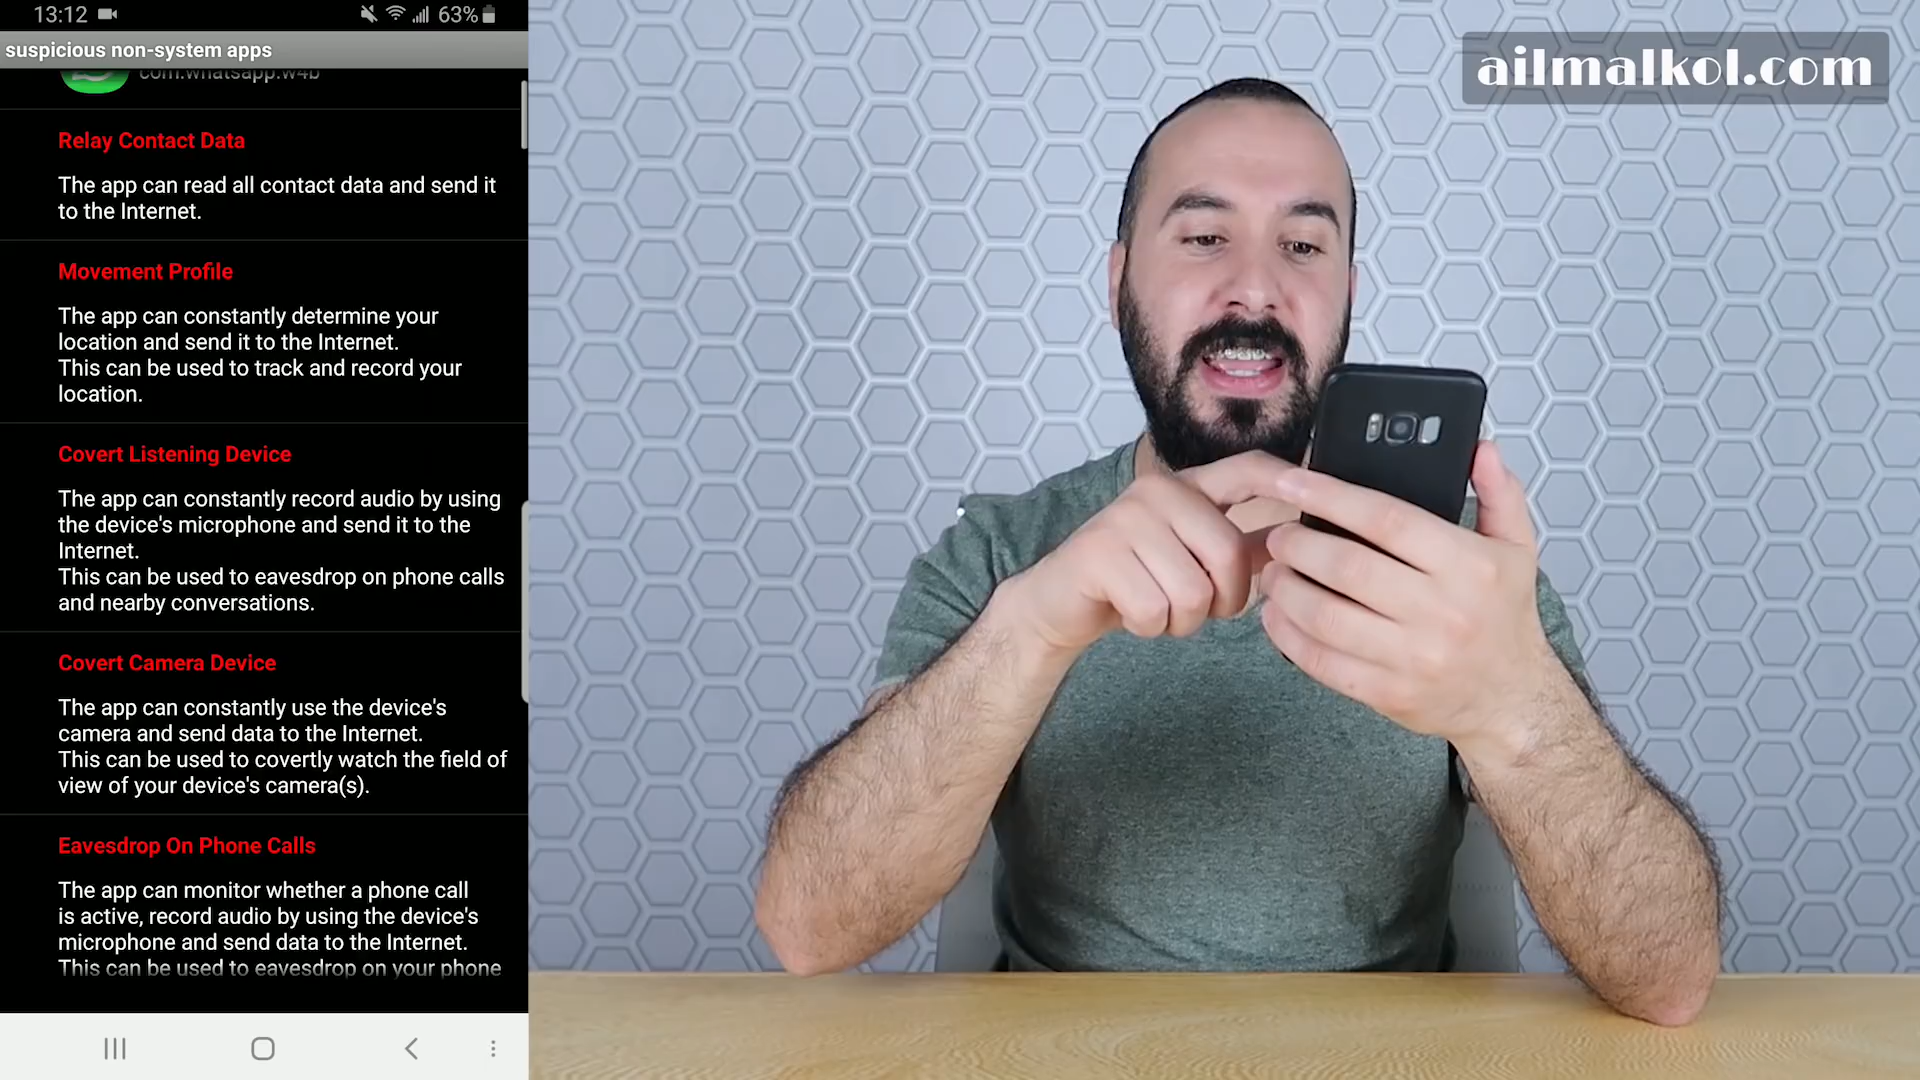 13:12
63%
suspicious non-system apps
com.whatsapp.w4b
Relay Contact Data
The app can read all contact data and send it
to the Internet.
Movement Profile
The app can constantly determine your
location and send it to the Internet.
This can be used to track and record your
location.
Covert Listening Device
The app can constantly record audio by using
the device's microphone and send it to the
Internet.
This can be used to eavesdrop on phone calls
and nearby conversations.
Covert Camera Device
The app can constantly use the device's
camera and send data to the Internet.
This can be used to covertly watch the field of
view of your device's camera(s).
Eavesdrop On Phone Calls
The app can monitor whether a phone call
is active, record audio by using the device's
microphone and send data to the Internet.
This can be used to eavesdrop on your phone
ailmalkol.com